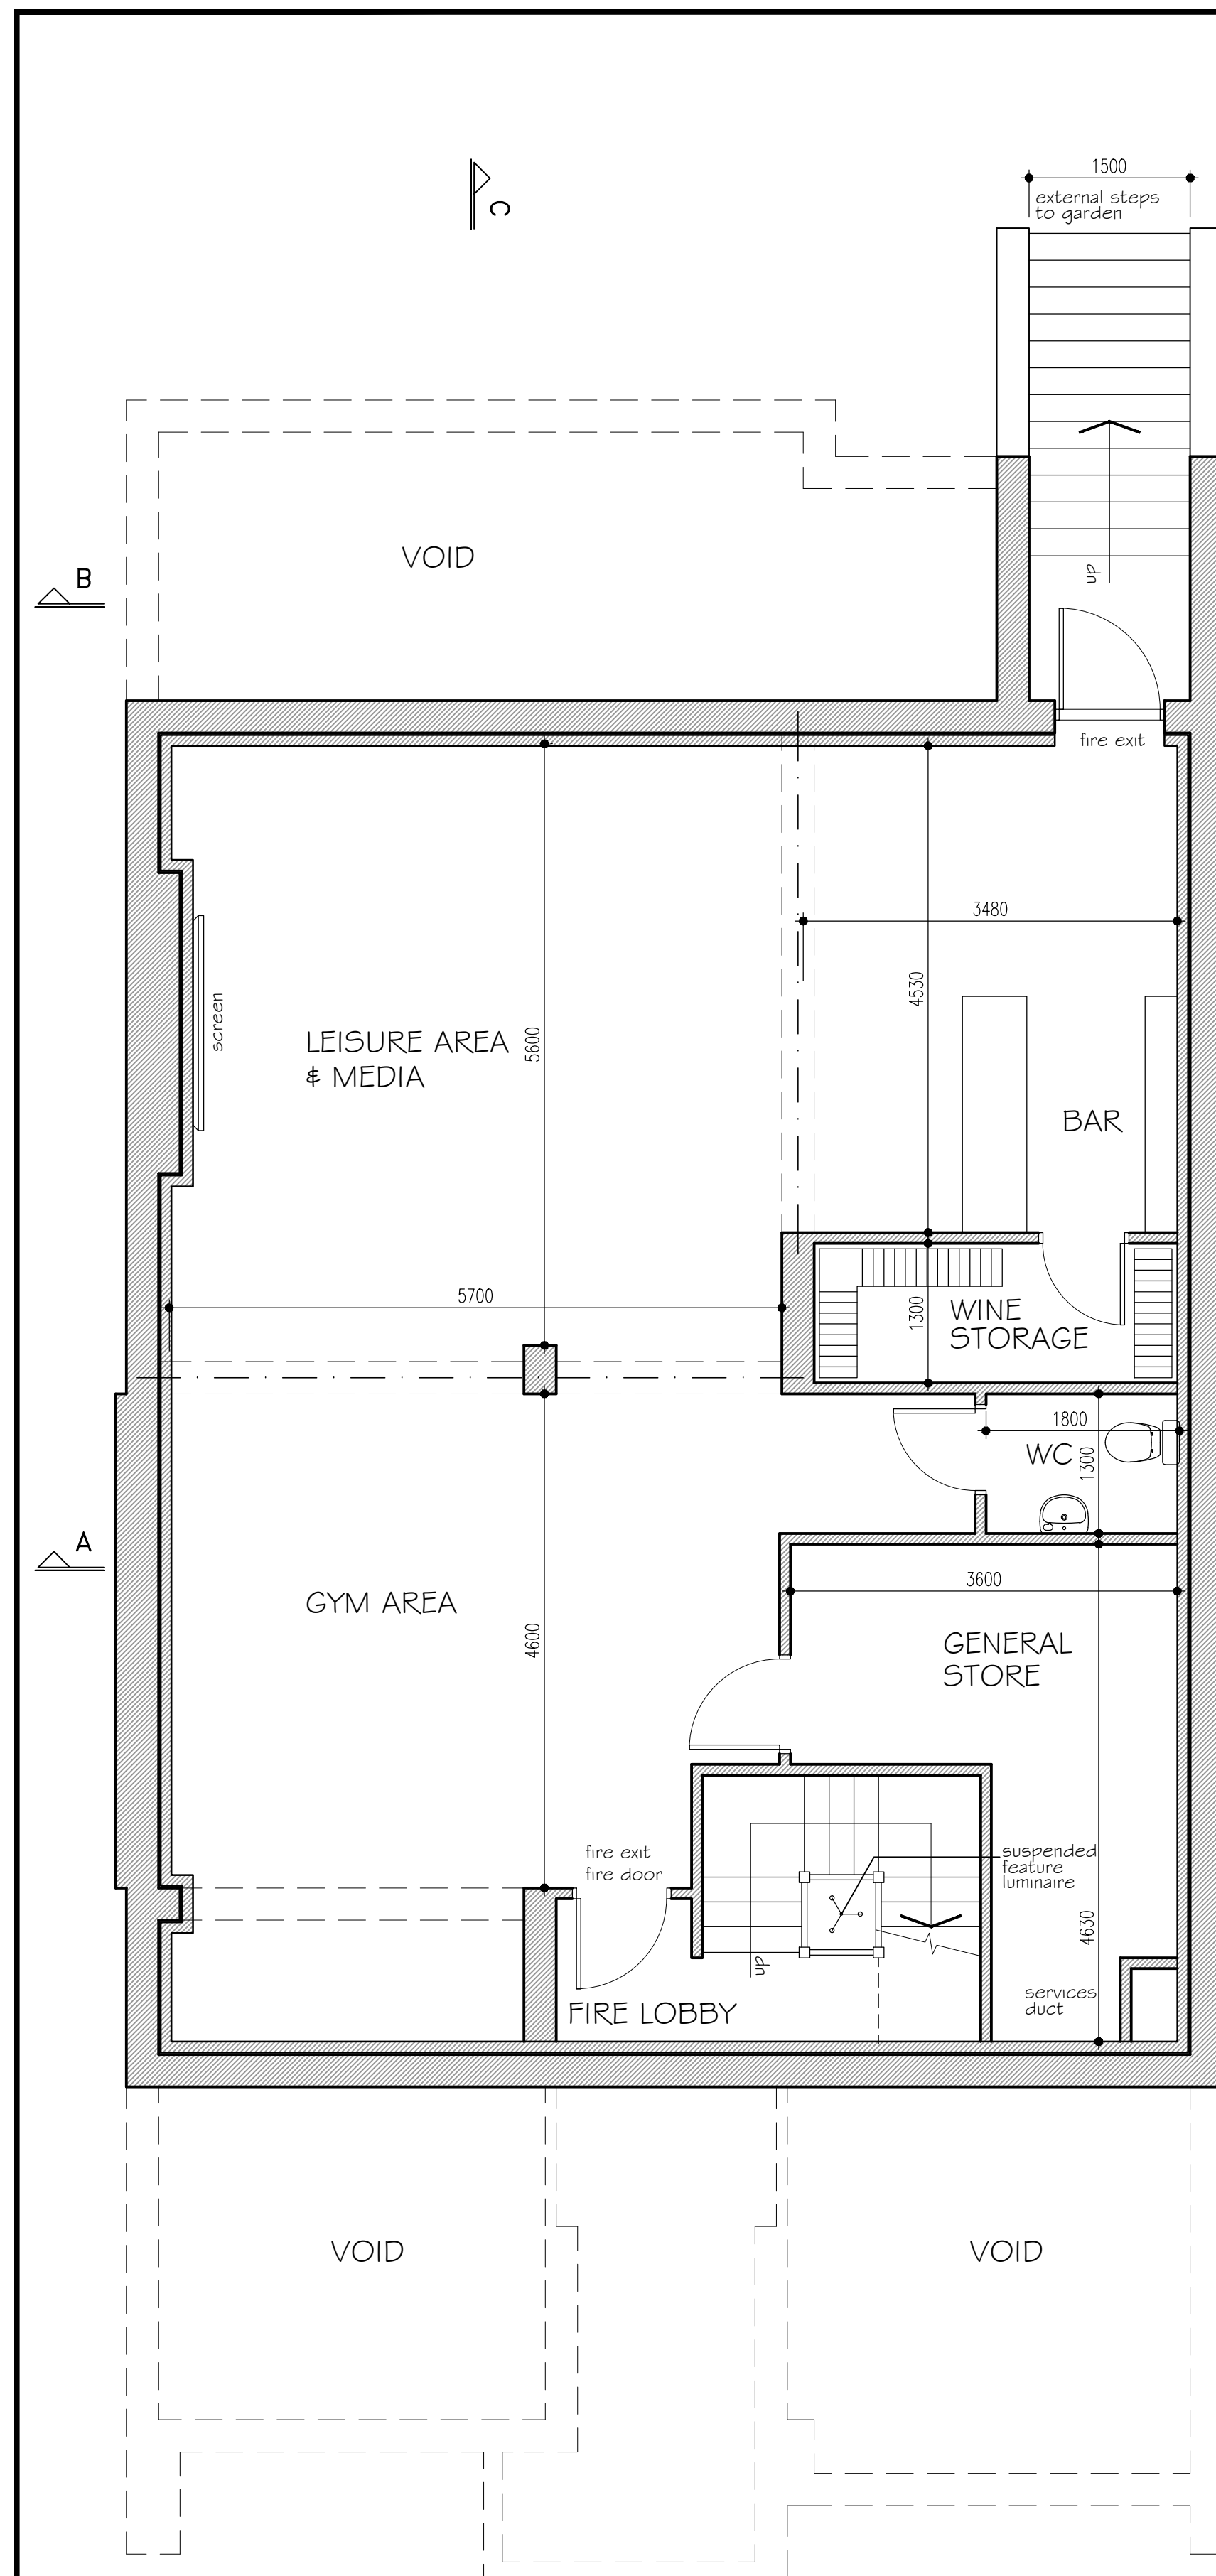 C
1500
external steps
to garden
VOID
B
up
fire exit
3480
4530
screen
LEISURE AREA
& MEDIA
5600
BAR
5700
1300
WINE
STORAGE
1800
WC
1300
A
3600
GYM AREA
4600
GENERAL
STORE
fire exit
fire door
suspended
feature
luminaire
4630
up
services
duct
FIRE LOBBY
VOID
VOID